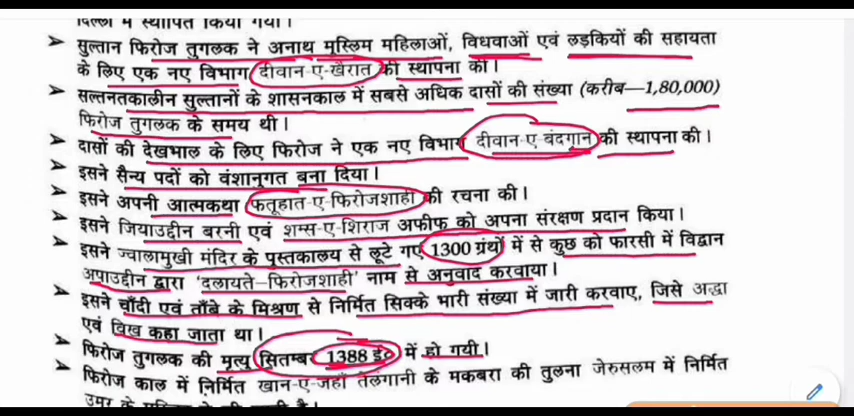 दिल्ली में स्थापित किया गया।
➢ सुल्तान फिरोज तुगलक ने अनाथ मुस्लिम महिलाओं, विधवाओं एवं लड़कियों की सहायता
के लिए एक नए विभाग दीवान-ए-खैरात की स्थापना की।
➢ सल्तनतकालीन सुल्तानों के शासनकाल में सबसे अधिक दासों की संख्या (करीब—1,80,000)
फिरोज तुगलक के समय थी।
➢ दासों की देखभाल के लिए फिरोज ने एक नए विभाग दीवान-ए-बंदगान की स्थापना की।
➢ इसने सैन्य पदों को वंशानुगत बना दिया।
➢ इसने अपनी आत्मकथा फतूहात-ए-फिरोजशाही की रचना की।
➢ इसने जियाउद्दीन बरनी एवं शम्स-ए-शिराज अफीफ को अपना संरक्षण प्रदान किया।
➢ इसने ज्वालामुखी मंदिर के पुस्तकालय से लूटे गए 1300 ग्रंथों में से कुछ को फारसी में विद्वान
अपाउद्दीन द्वारा ‘दलायते-फिरोजशाही’ नाम से अनुवाद करवाया।
➢ इसने चाँदी एवं ताँबे के मिश्रण से निर्मित सिक्के भारी संख्या में जारी करवाए, जिसे अद्धा
एवं विख कहा जाता था।
➢ फिरोज तुगलक की मृत्यु सितम्बर 1388 ई० में हो गयी।
➢ फिरोज काल में निर्मित खान-ए-जहाँ तेलगानी के मकबरा की तुलना जेरुसलम में निर्मित
उमर के